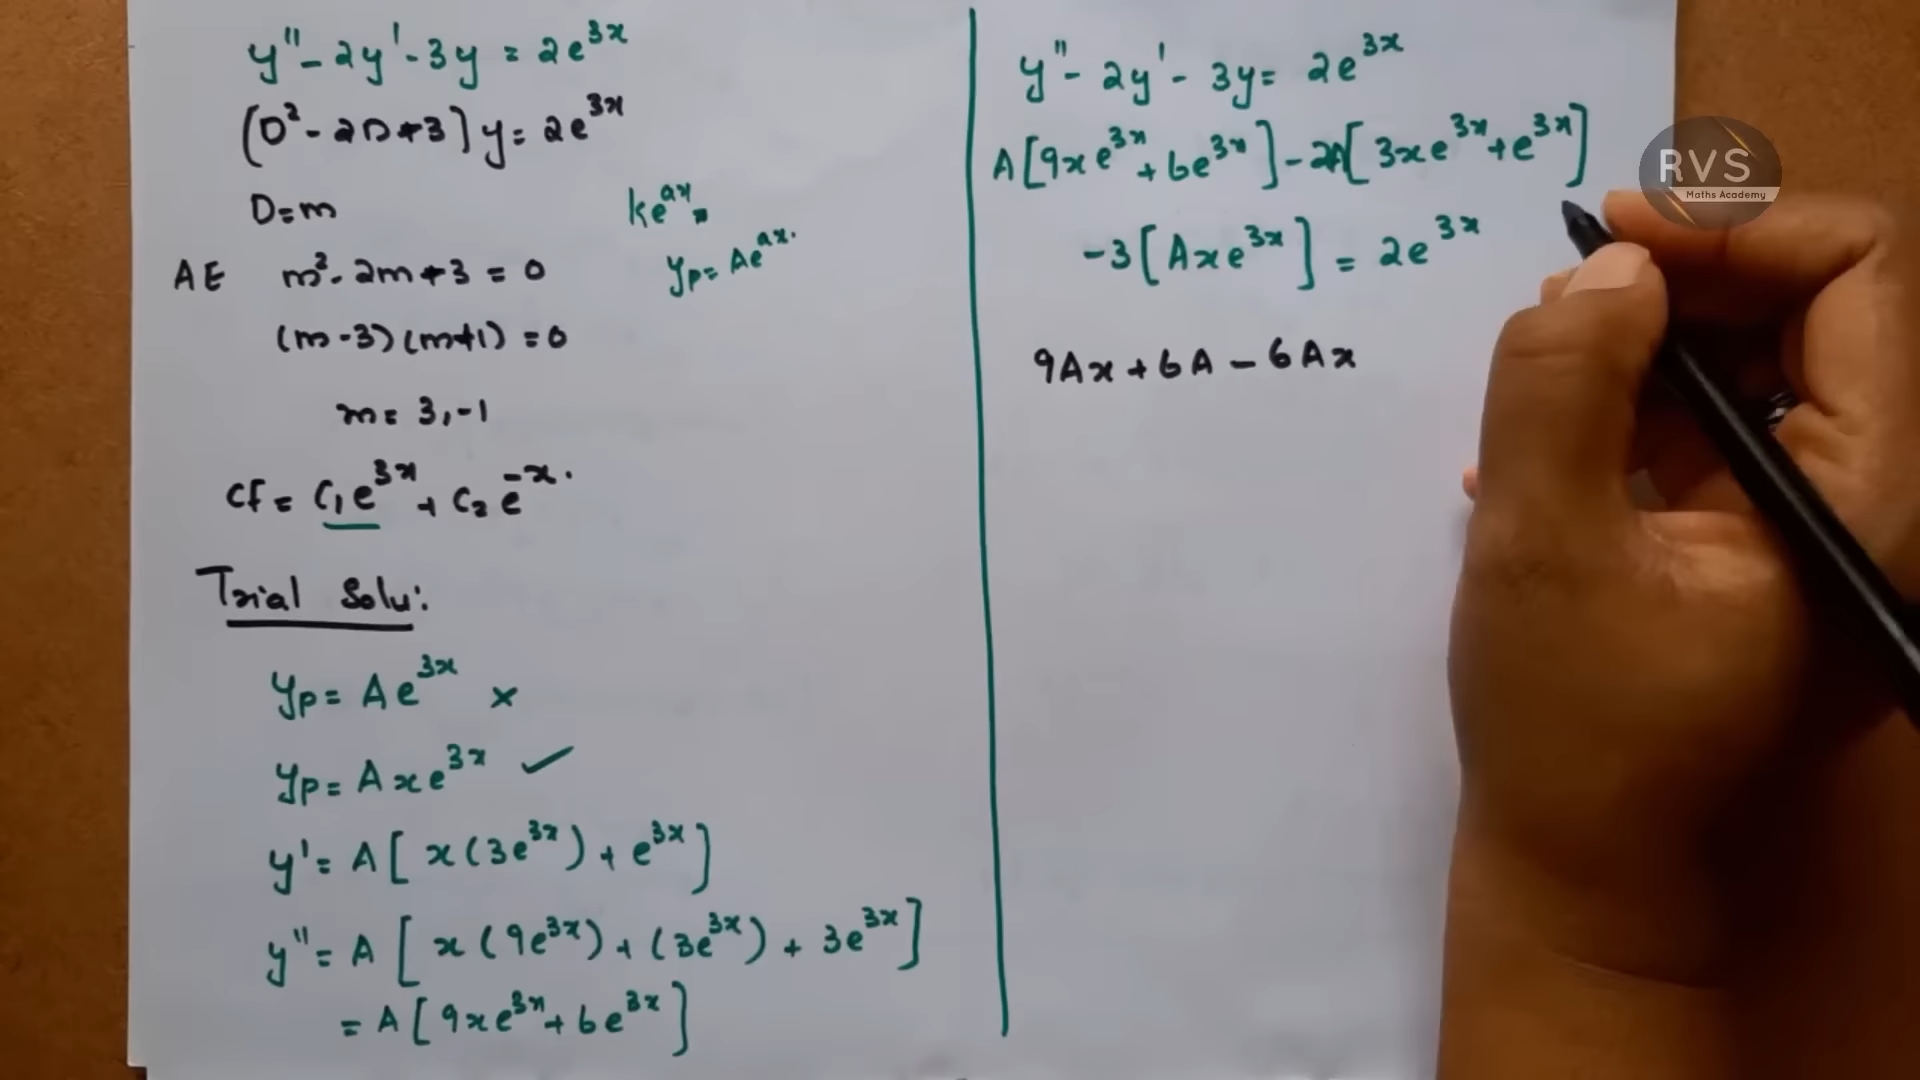 y'' - 2y' - 3y = 2e^{3x}
(D² - 2D + 3)y = 2e^{3x}
D = m
ke^{ax} =
y_p = Ae^{ax}.
AE m² - 2m + 3 = 0
(m - 3)(m + 1) = 0
m = 3, -1
CF = C₁e^{3x} + C₂e^{-x}.
Trial Solu:
y_p = Ae^{3x} ×
y_p = Axe^{3x} ✓
y' = A[x(3e^{3x}) + e^{3x}]
y'' = A[x(9e^{3x}) + (3e^{3x}) + 3e^{3x}]
= A[9xe^{3x} + 6e^{3x}]
y'' - 2y' - 3y = 2e^{3x}
A[9xe^{3x} + 6e^{3x}] - 2A[3xe^{3x} + e^{3x}]
-3[Axe^{3x}] = 2e^{3x}
9Ax + 6A - 6Ax
RVS
Maths Academy